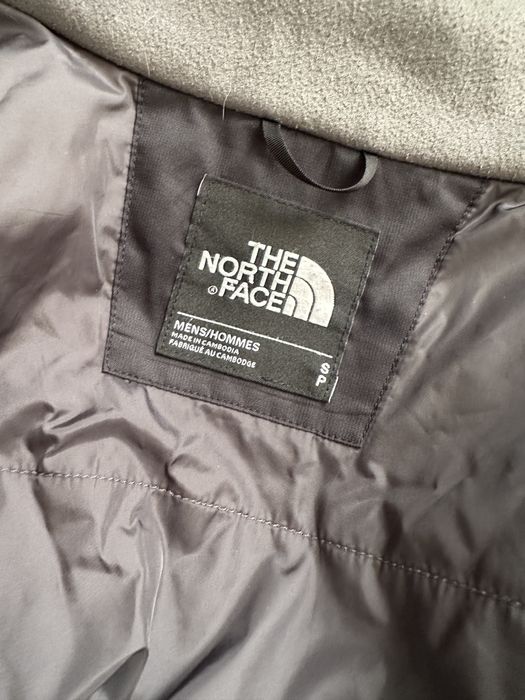 THE
NORTH
® FACE
MENS/HOMMES
MADE IN CAMBODIA
FABRIQUÉ AU CAMBODGE
S
P